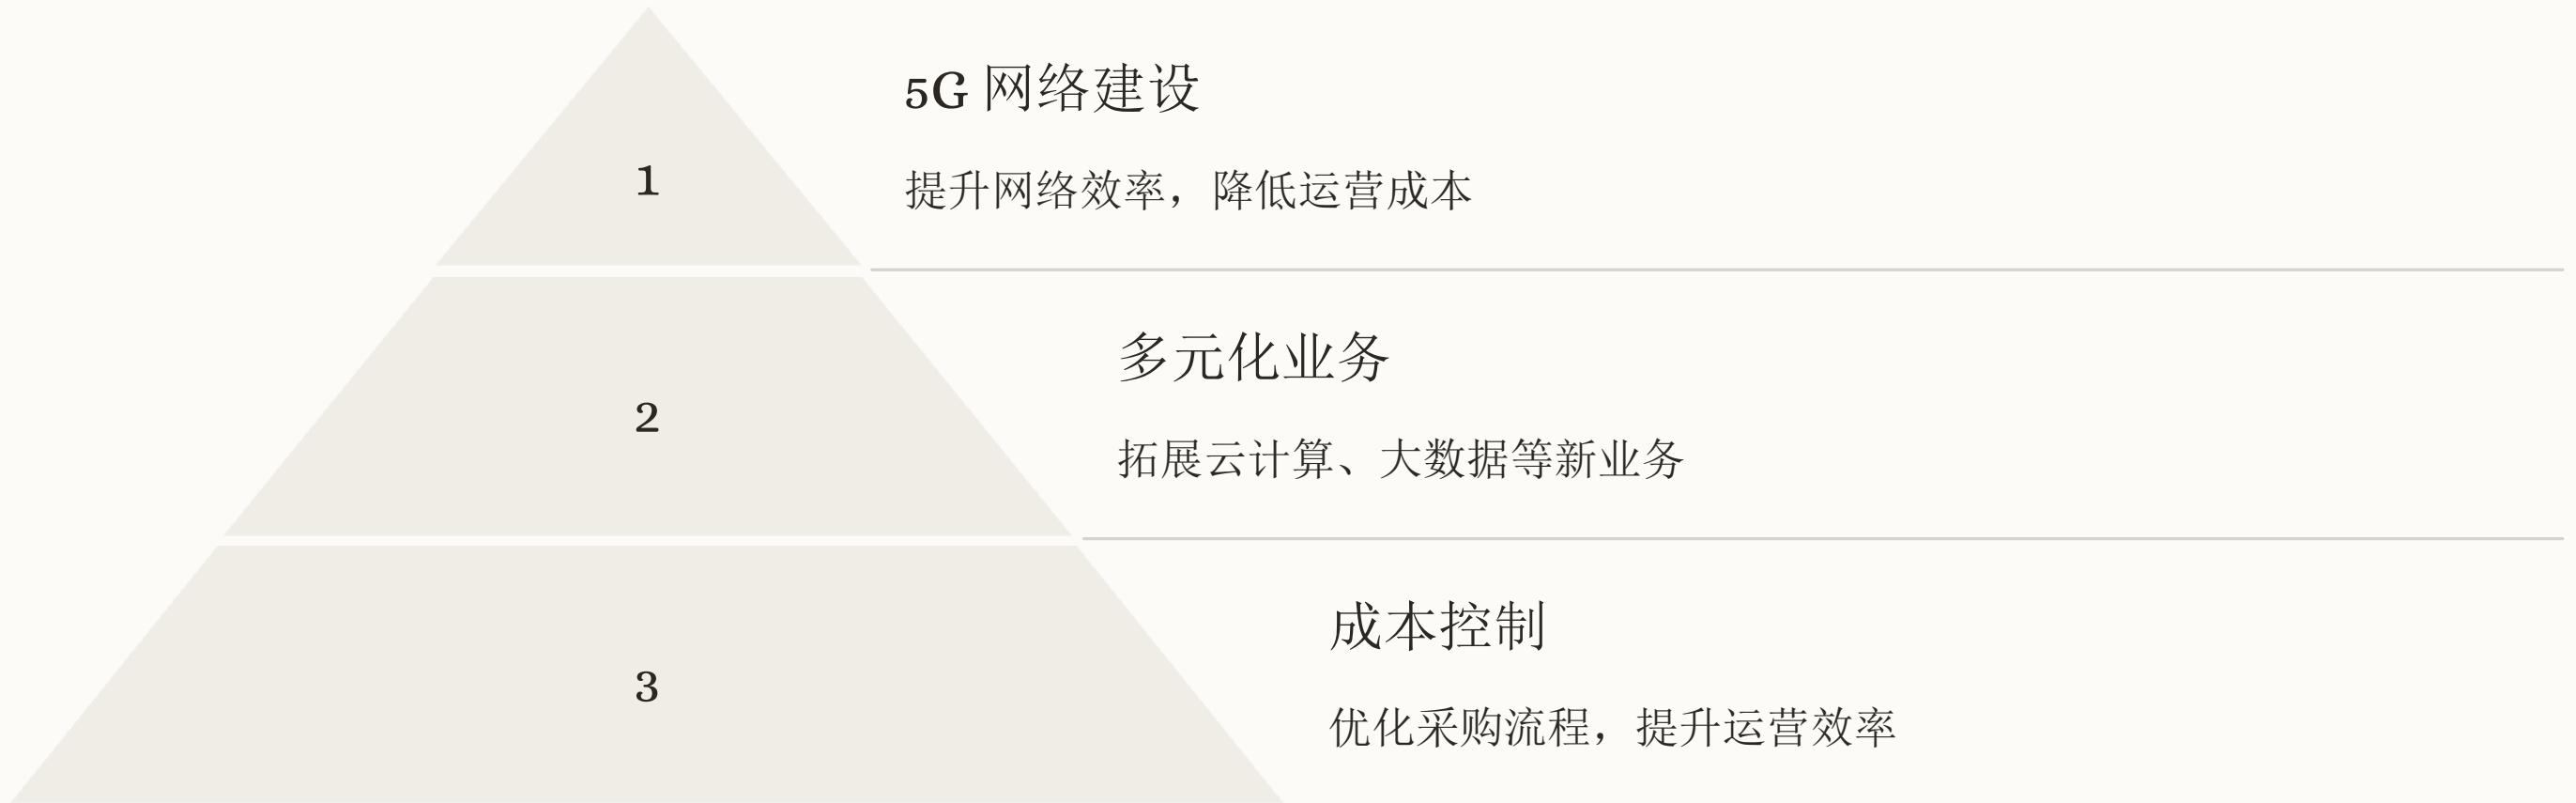 1
5G 网络建设
提升网络效率，降低运营成本
2
多元化业务
拓展云计算、大数据等新业务
3
成本控制
优化采购流程，提升运营效率